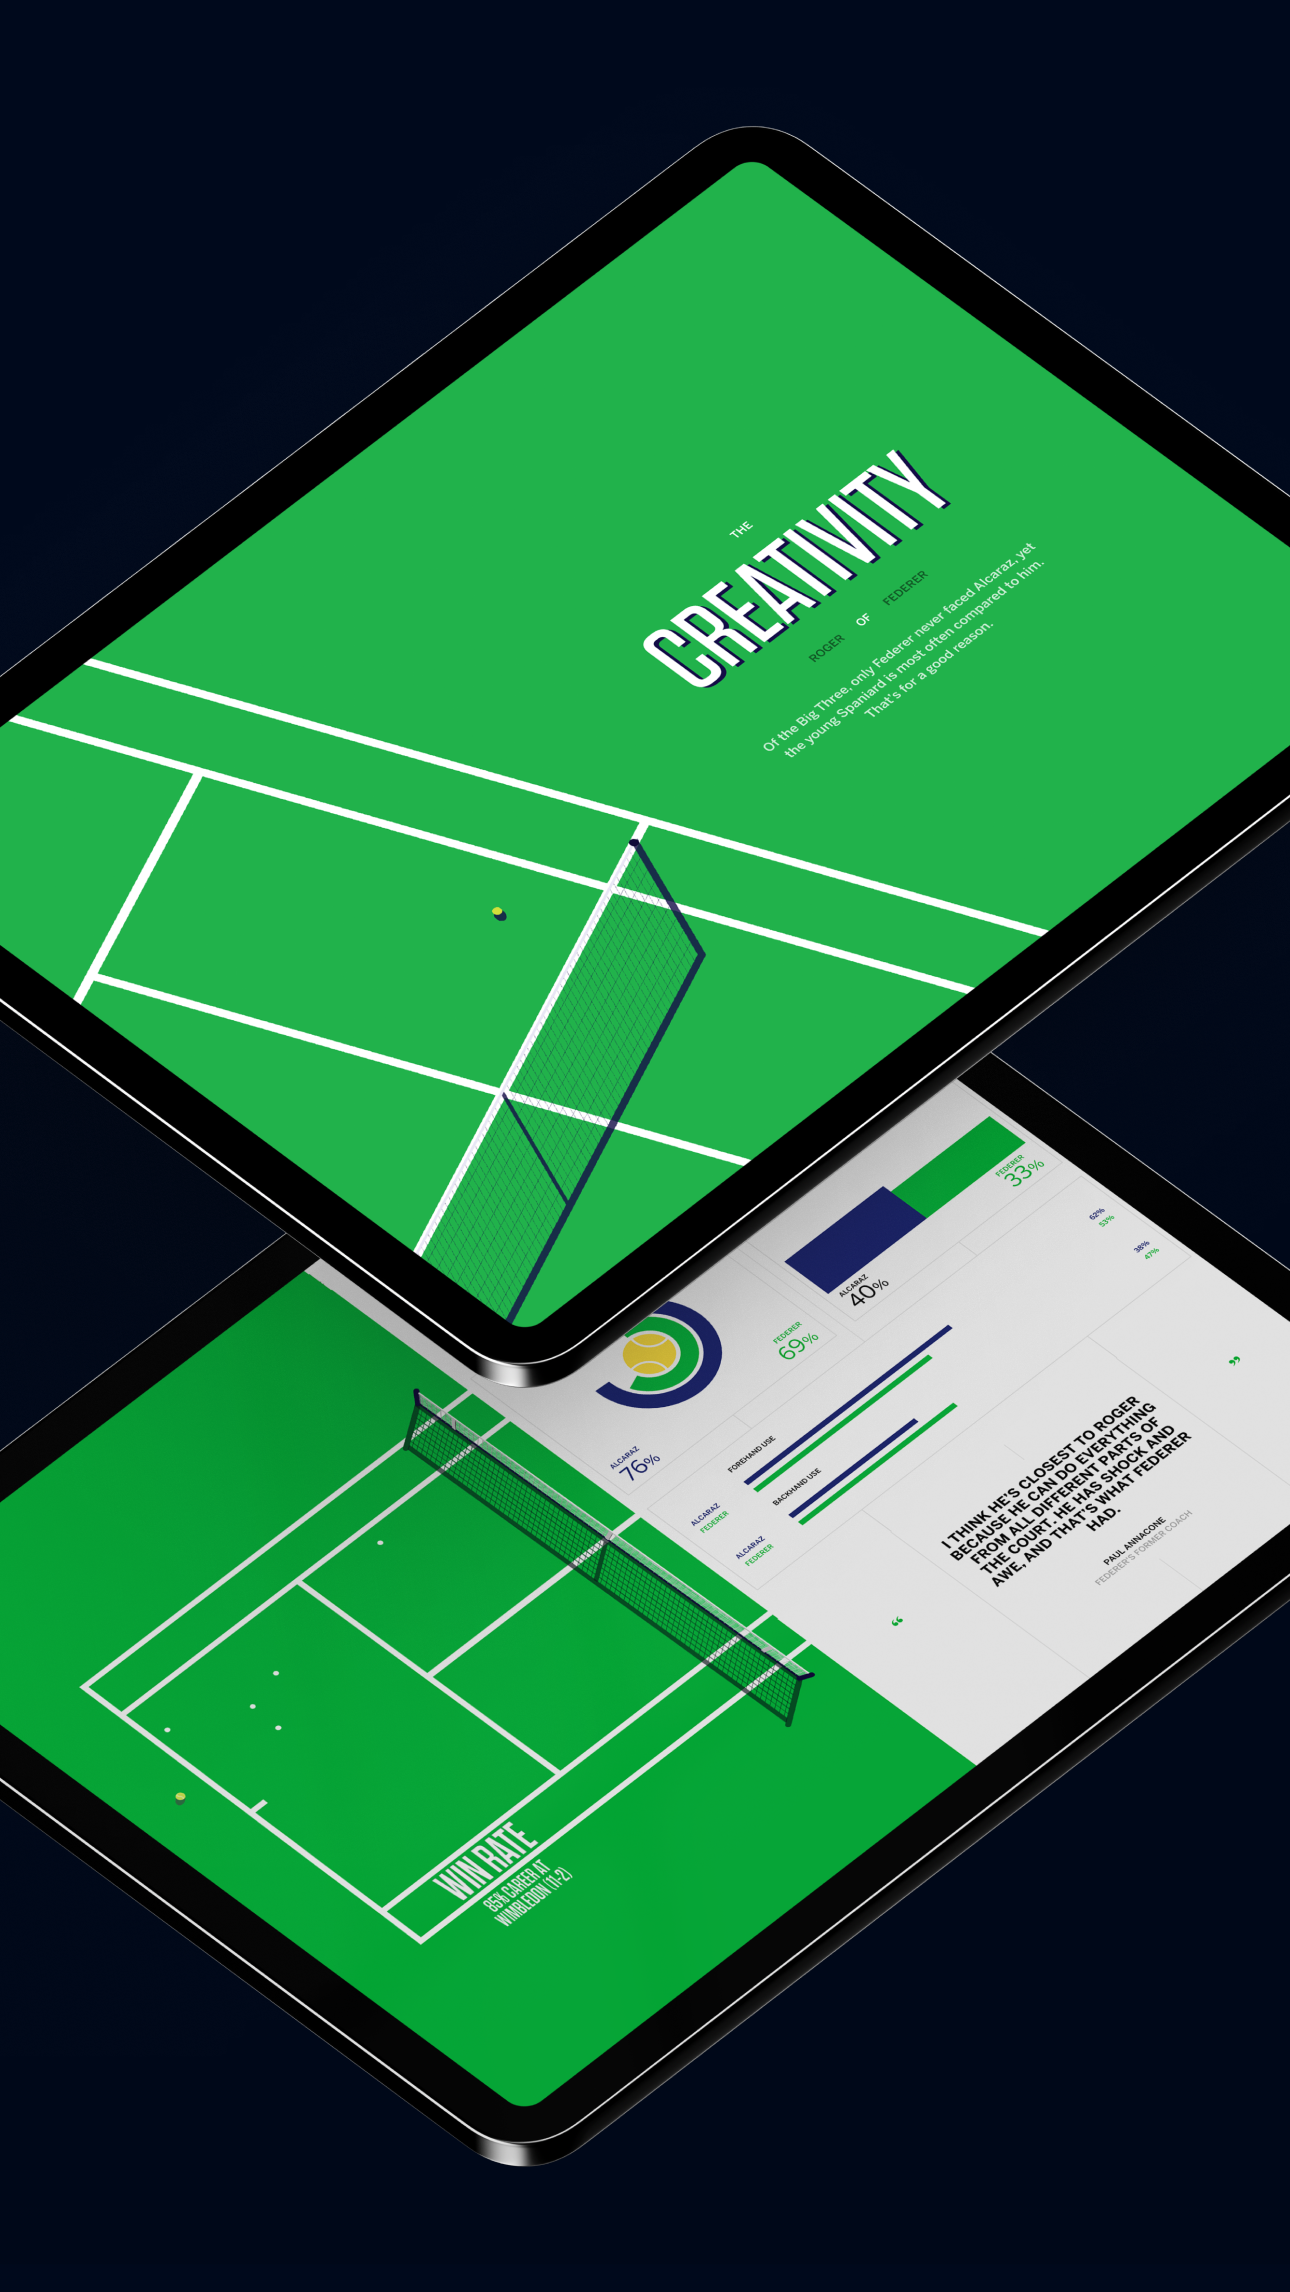 THE
CREATIVITY
ROGER OF FEDERER
Of the Big Three, only Federer never faced Alcaraz, yet
the young Spaniard is most often compared to him.
That's for a good reason.
FEDERER
33%
ALCARAZ
40%
FEDERER
69%
ALCARAZ
76%
FOREHAND USE
ALCARAZ
62%
FEDERER
53%
BACKHAND USE
ALCARAZ
38%
FEDERER
47%
“
I THINK HE'S CLOSEST TO ROGER
BECAUSE HE CAN DO EVERYTHING
FROM ALL DIFFERENT PARTS OF
THE COURT. HE HAS SHOCK AND
AWE, AND THAT'S WHAT FEDERER
HAD.
”
PAUL ANNACONE
FEDERER'S FORMER COACH
WIN RATE
85% CAREER AT
WIMBLEDON (11-2)